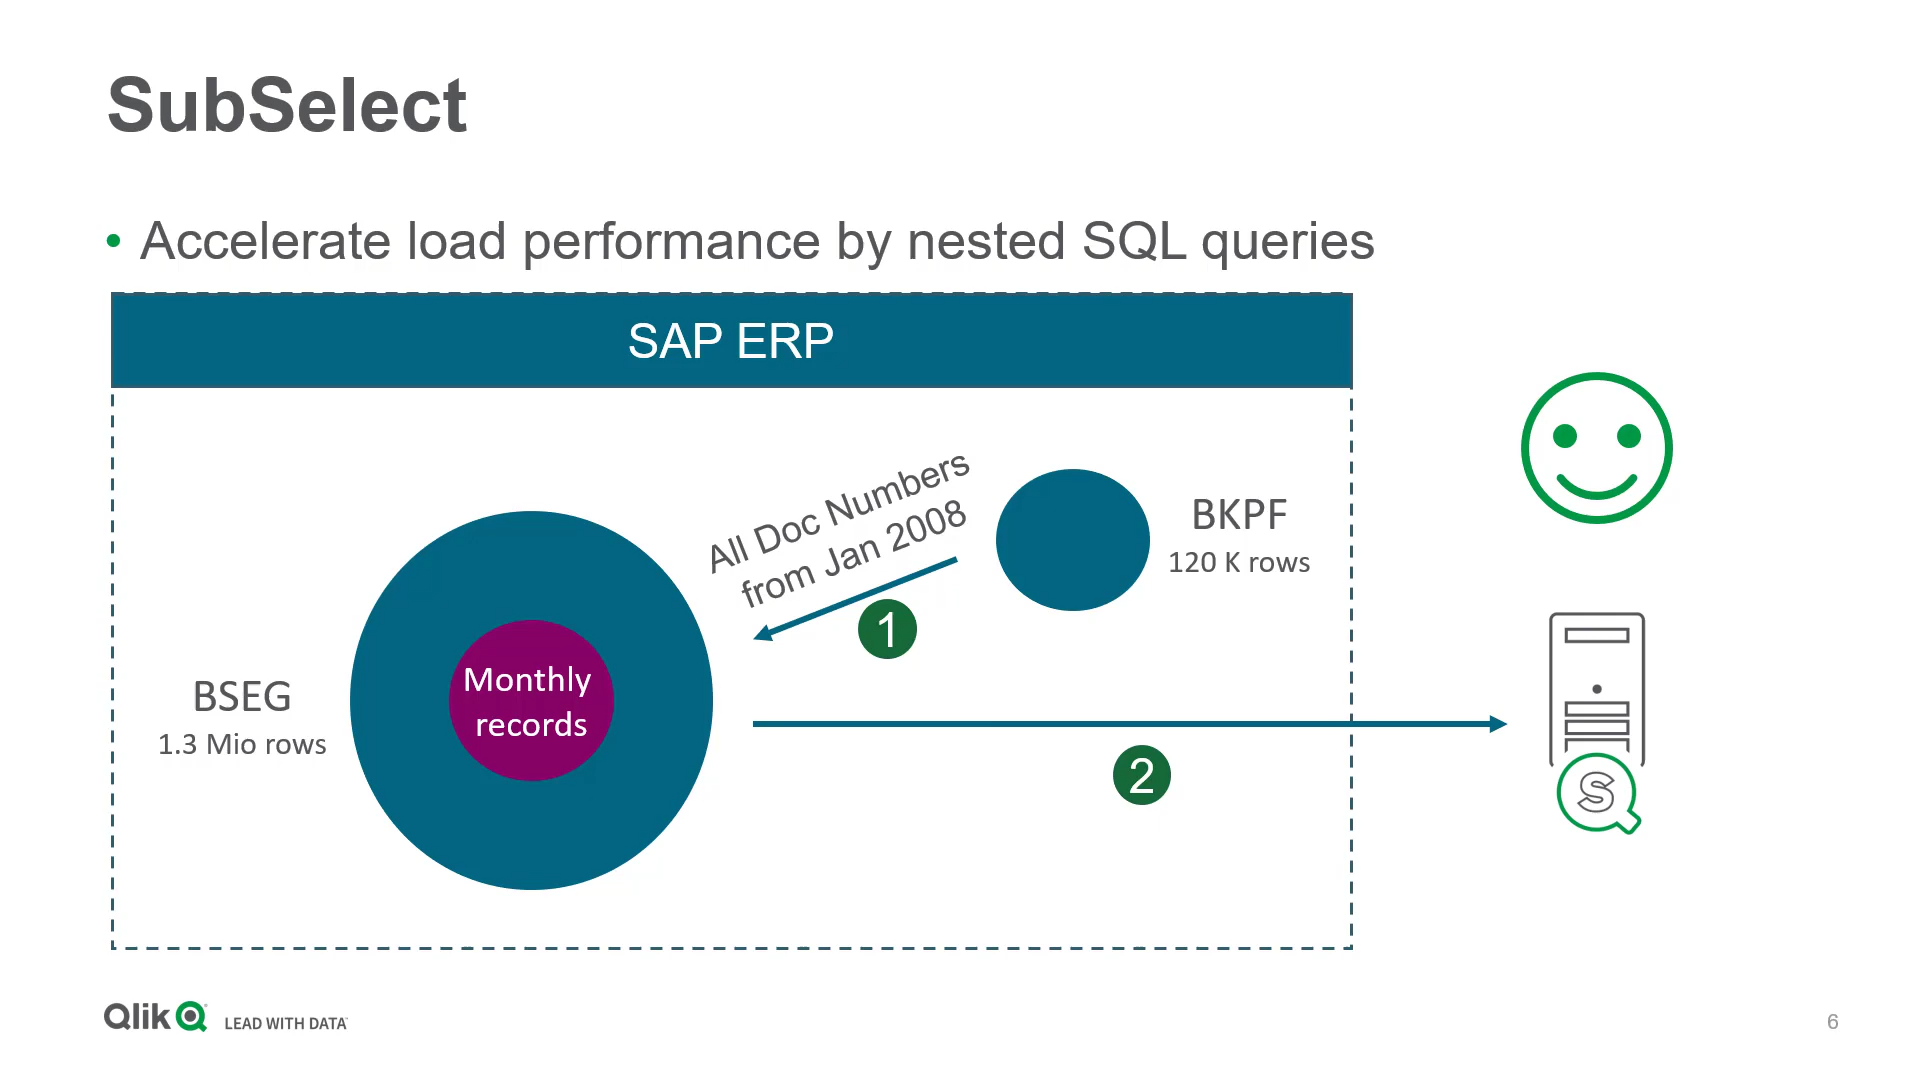 SubSelect
• Accelerate load performance by nested SQL queries
SAP ERP
All Doc Numbers
from Jan 2008
1
BKPF
120 K rows
BSEG
1.3 Mio rows
Monthly
records
2
S
Qlik LEAD WITH DATA
6